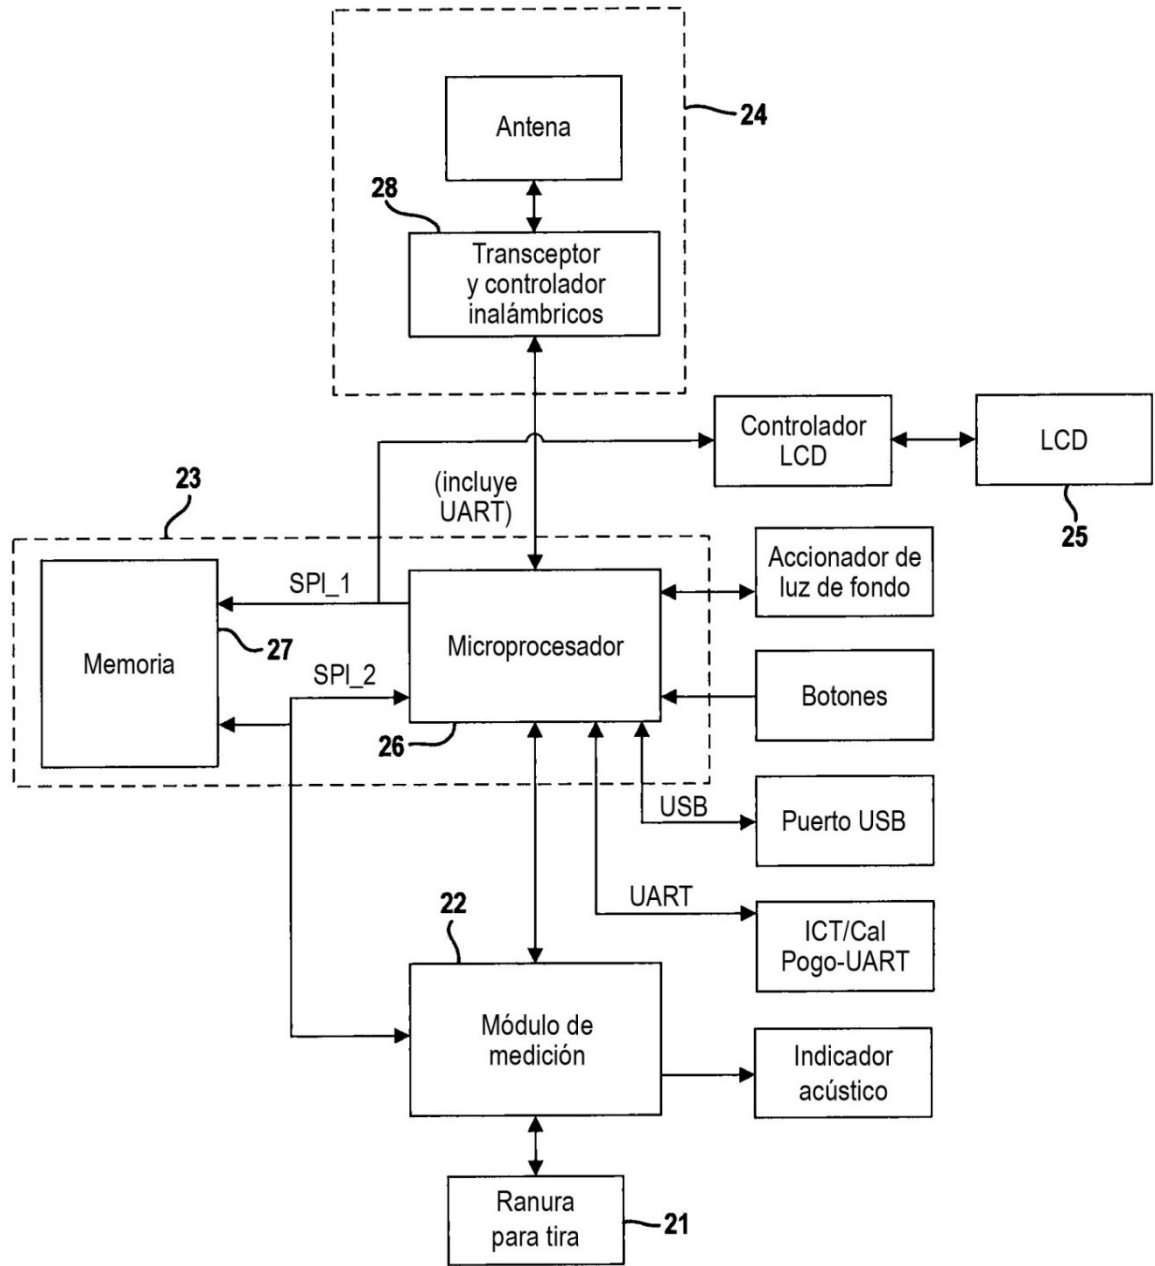 Antena
24
28
Transceptor
y controlador
inalámbricos
Controlador
LCD
LCD
25
(incluye
UART)
23
Accionador de
luz de fondo
SPI_1
Memoria
27
Microprocesador
SPI_2
Botones
26
USB
Puerto USB
UART
ICT/Cal
Pogo-UART
22
Módulo de
medición
Indicador
acústico
Ranura
para tira
21